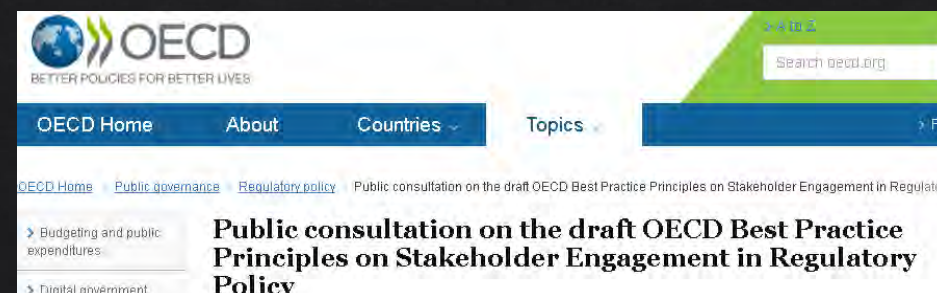 OECD
BETTER POLICIES FOR BETTER LIVES
> A to Z
Search oecd.org
OECD Home About Countries Topics
OECD Home Public governance Regulatory policy Public consultation on the draft OECD Best Practice Principles on Stakeholder Engagement in
> Budgeting and public
expenditures
> Digital government
Public consultation on the draft OECD Best Practice
Principles on Stakeholder Engagement in Regulatory
Policy